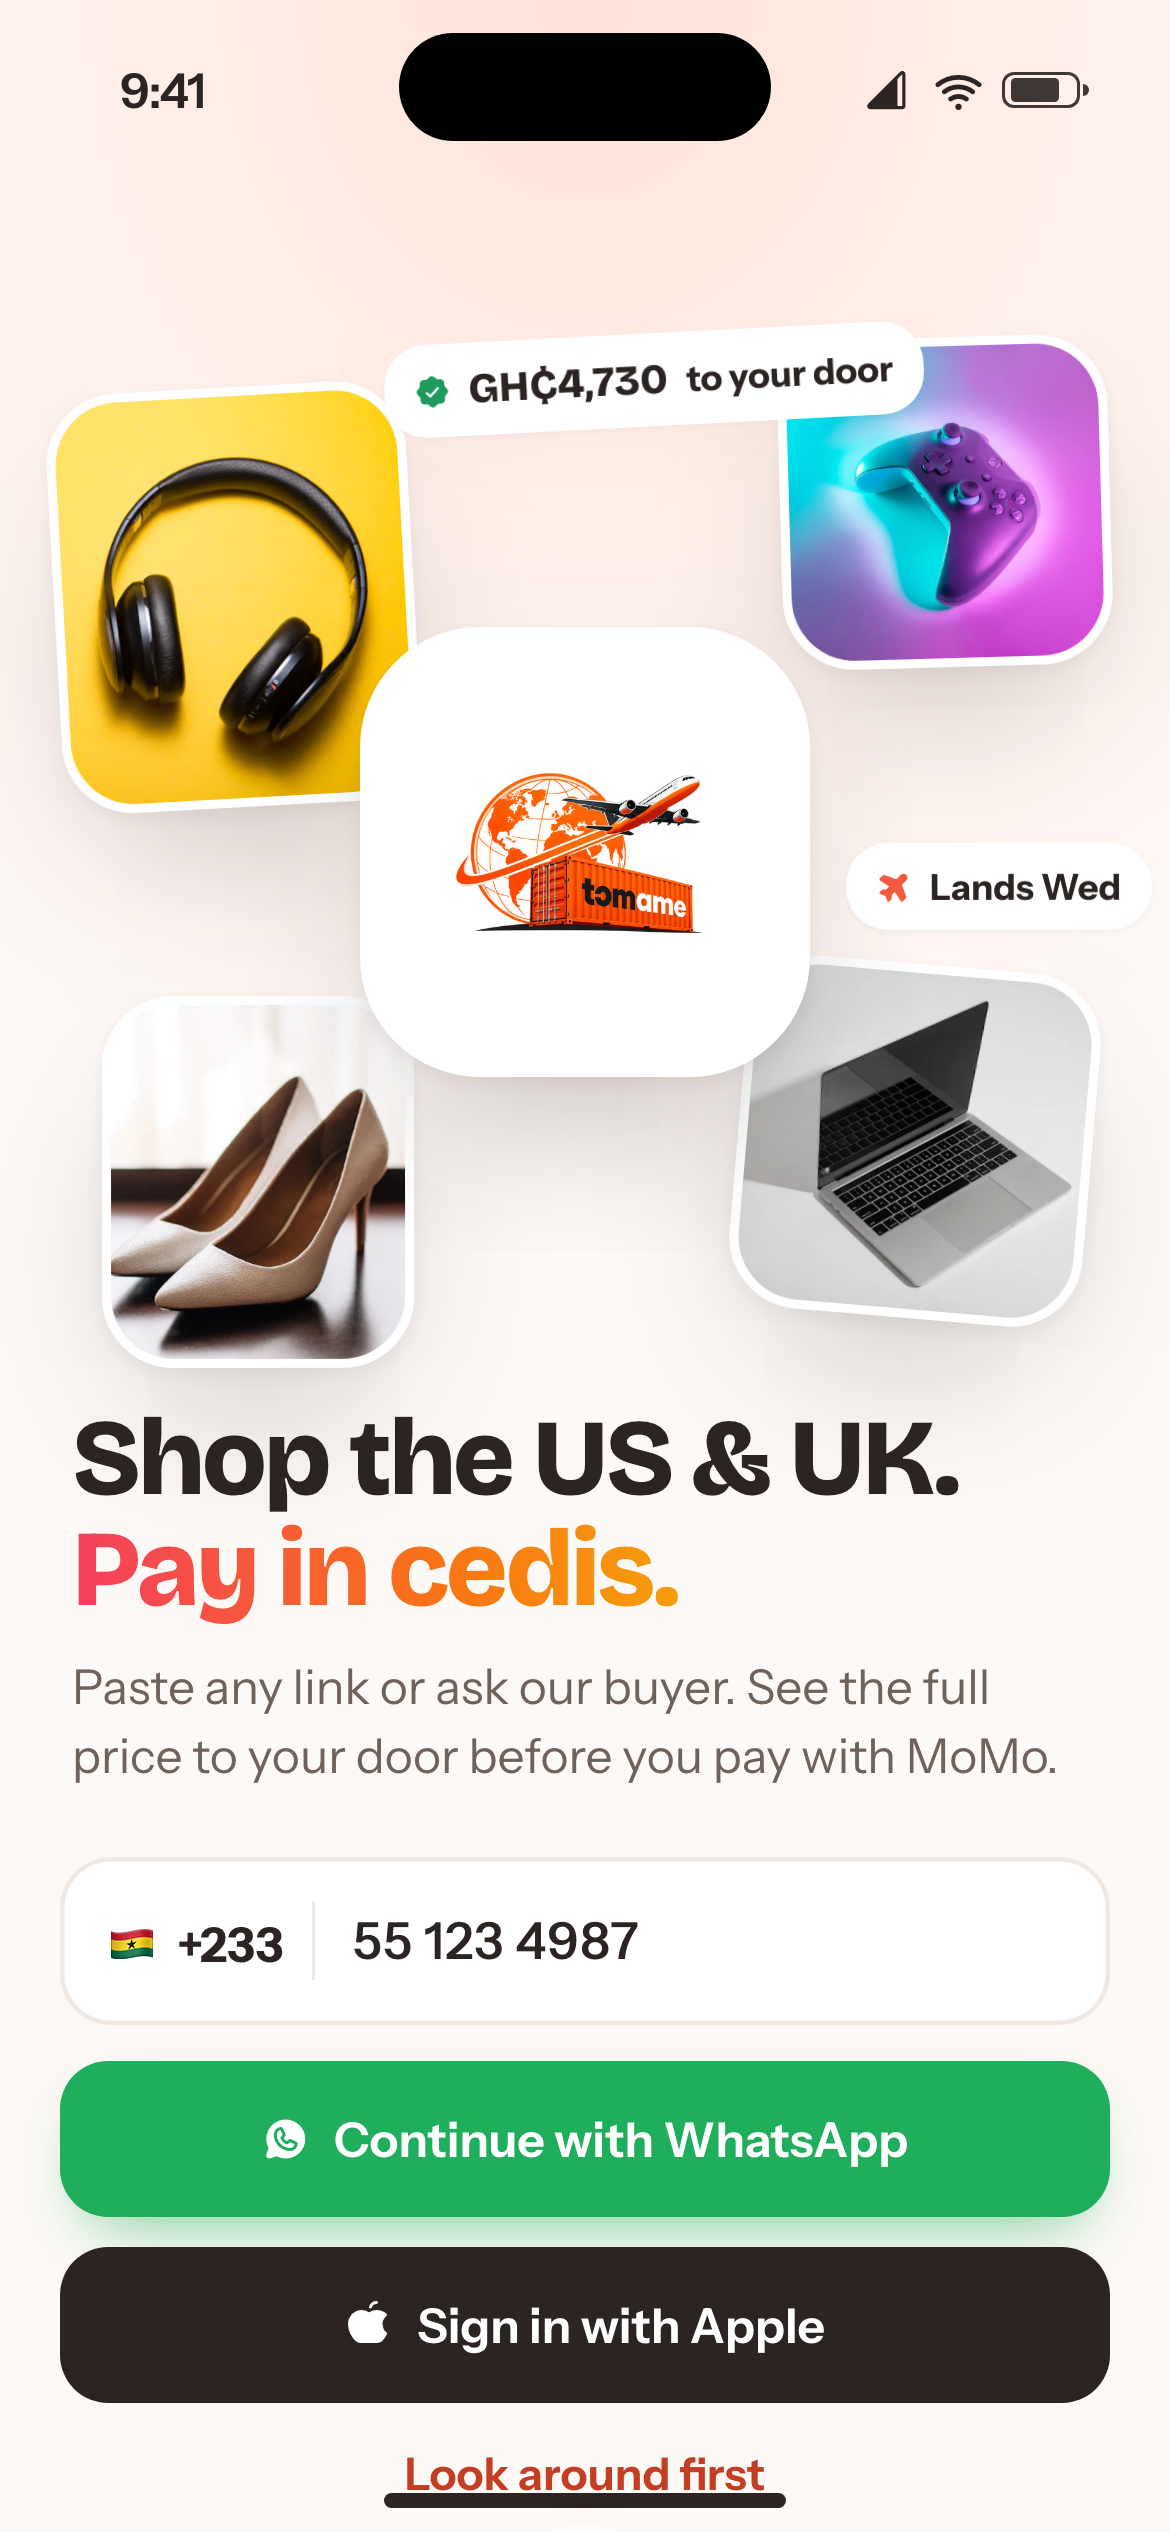 9:41
GH₵4,730 to your door
tɔmame
Lands Wed
Shop the US & UK.
Pay in cedis.
Paste any link or ask our buyer. See the full
price to your door before you pay with MoMo.
🇬🇭 +233 55 123 4987
Continue with WhatsApp
Sign in with Apple
Look around first